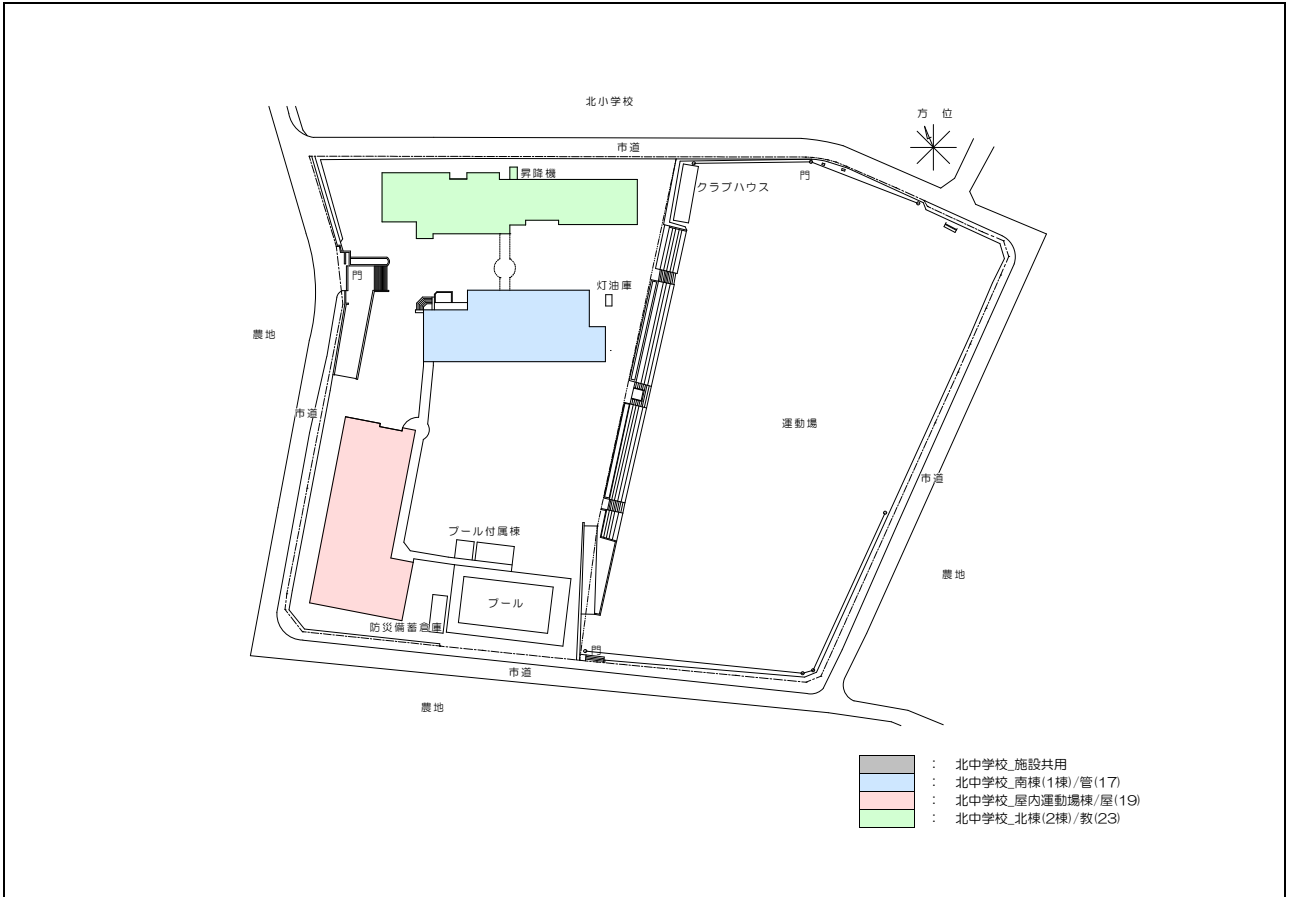 北小学校
方 位
市道
昇降機
クラブハウス
門
門
灯油庫
農地
市道
運動場
市道
プール付属棟
農地
プール
防災備蓄倉庫
門
市道
農地
： 北中学校_施設共用
： 北中学校_南棟(1棟)/管(17)
： 北中学校_屋内運動場棟/屋(19)
： 北中学校_北棟(2棟)/教(23)